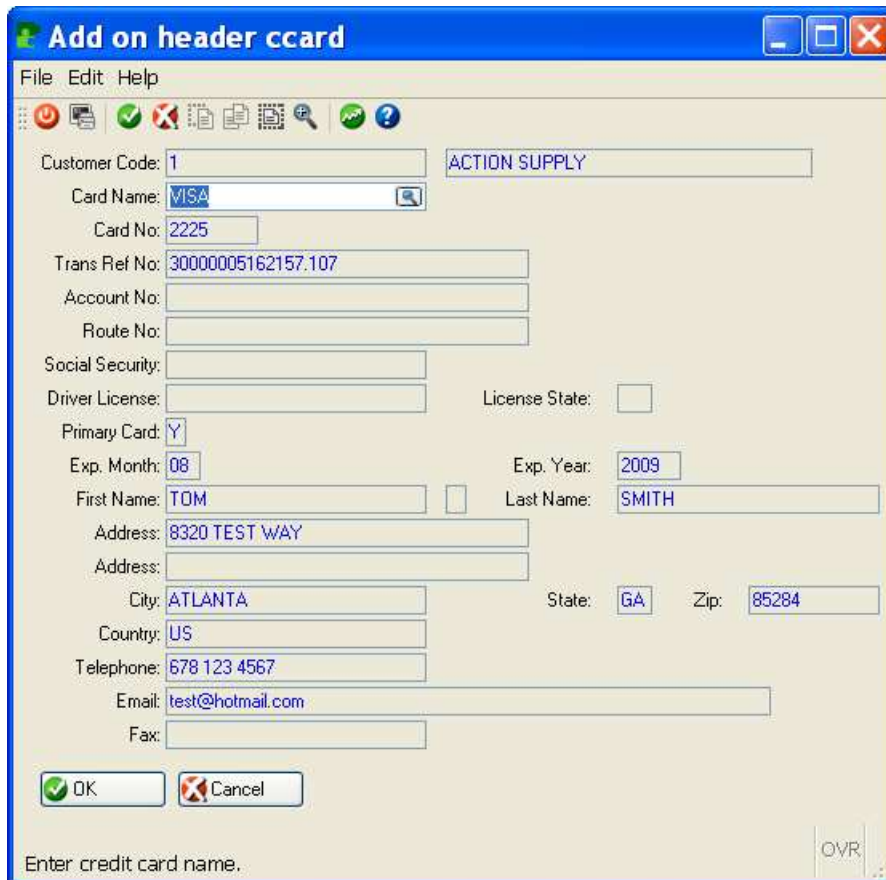 Add on header ccard
File Edit Help
Customer Code: 1 ACTION SUPPLY
Card Name: VISA
Card No: 2225
Trans Ref No: 30000005162157.107
Account No:
Route No:
Social Security:
Driver License: License State:
Primary Card: Y
Exp. Month: 08 Exp. Year: 2009
First Name: TOM Last Name: SMITH
Address: 8320 TEST WAY
Address:
City: ATLANTA State: GA Zip: 85284
Country: US
Telephone: 678 123 4567
Email: test@hotmail.com
Fax:
OK Cancel
Enter credit card name. OVR